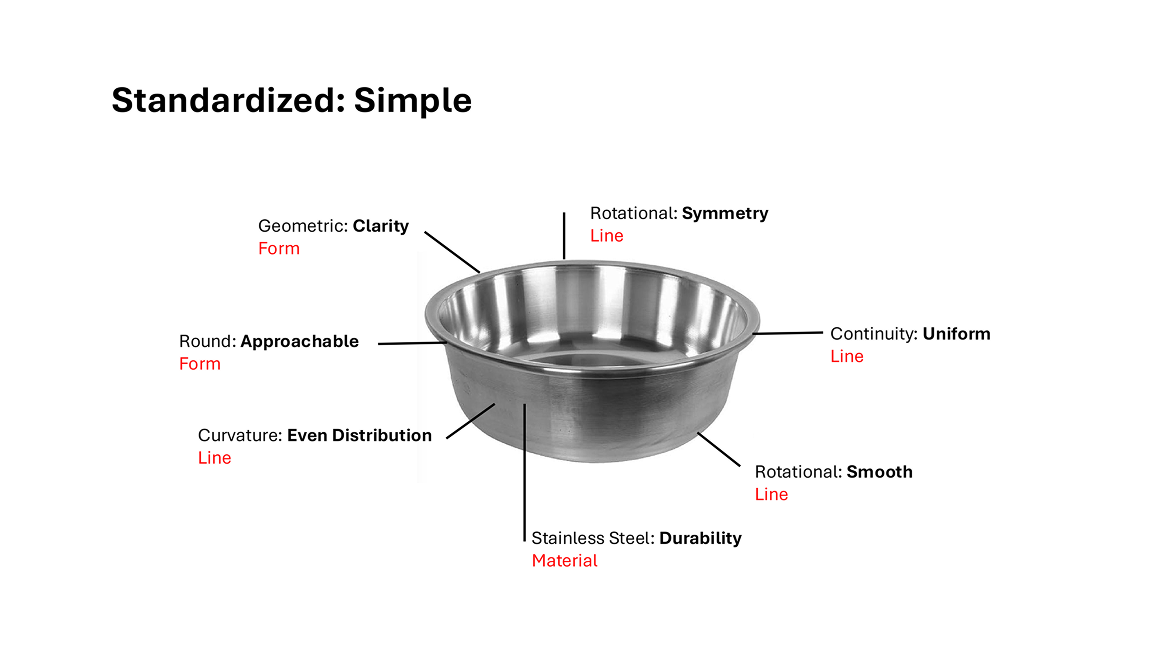 Standardized: Simple
Rotational: Symmetry
Line
Geometric: Clarity
Form
Continuity: Uniform
Line
Round: Approachable
Form
Curvature: Even Distribution
Line
Rotational: Smooth
Line
Stainless Steel: Durability
Material